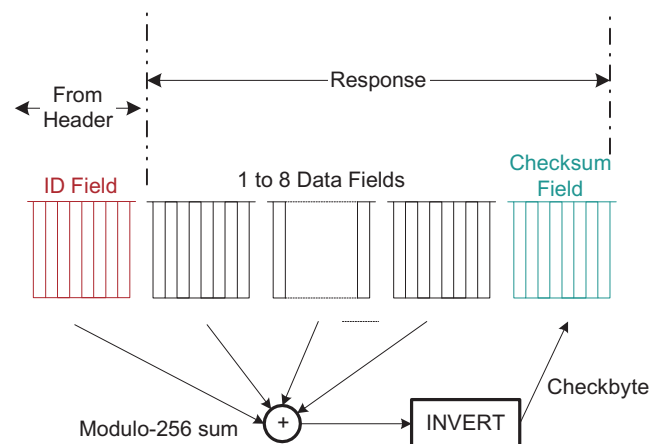 Response
From
Header
ID Field
1 to 8 Data Fields
Checksum
Field
+
Modulo-256 sum
INVERT
Checkbyte